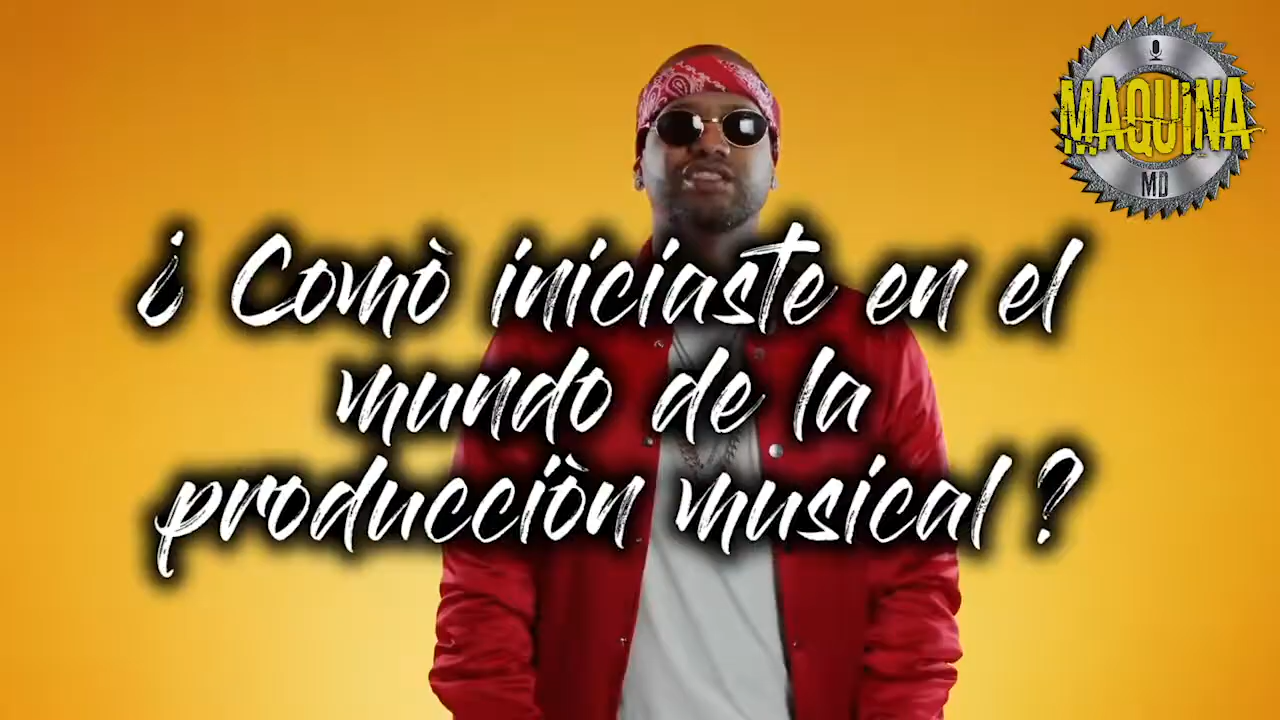 MAQUINA
MD
¿ Comò iniciaste en el
mundo de la
producciòn musical ?